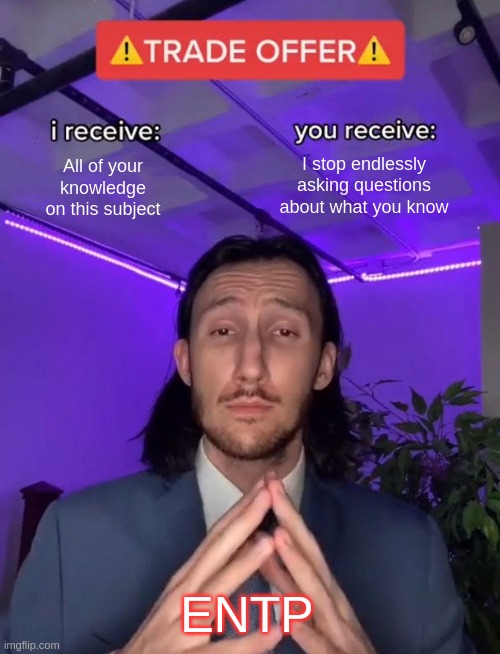 ⚠️TRADE OFFER⚠️
i receive:
you receive:
All of your
knowledge
on this subject
I stop endlessly
asking questions
about what you know
ENTP
imgflip.com